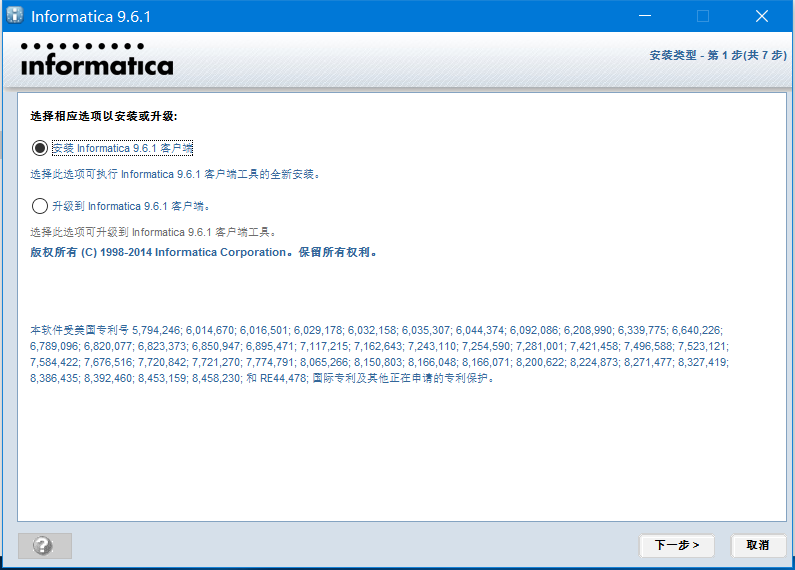 Informatica 9.6.1
informatica
安装类型 - 第 1 步(共 7 步)
选择相应选项以安装或升级:
安装 Informatica 9.6.1 客户端
选择此选项可执行 Informatica 9.6.1 客户端工具的全新安装。
升级到 Informatica 9.6.1 客户端。
选择此选项可升级到 Informatica 9.6.1 客户端工具。
版权所有 (C) 1998-2014 Informatica Corporation。保留所有权利。
本软件受美国专利号 5,794,246; 6,014,670; 6,016,501; 6,029,178; 6,032,158; 6,035,307; 6,044,374; 6,092,086; 6,208,990; 6,339,775; 6,640,226;
6,789,096; 6,820,077; 6,823,373; 6,850,947; 6,895,471; 7,117,215; 7,162,643; 7,243,110; 7,254,590; 7,281,001; 7,421,458; 7,496,588; 7,523,121;
7,584,422; 7,676,516; 7,720,842; 7,721,270; 7,774,791; 8,065,266; 8,150,803; 8,166,048; 8,166,071; 8,200,622; 8,224,873; 8,271,477; 8,327,419;
8,386,435; 8,392,460; 8,453,159; 8,458,230; 和 RE44,478; 国际专利及其他正在申请的专利保护。
?
下一步 >
取消